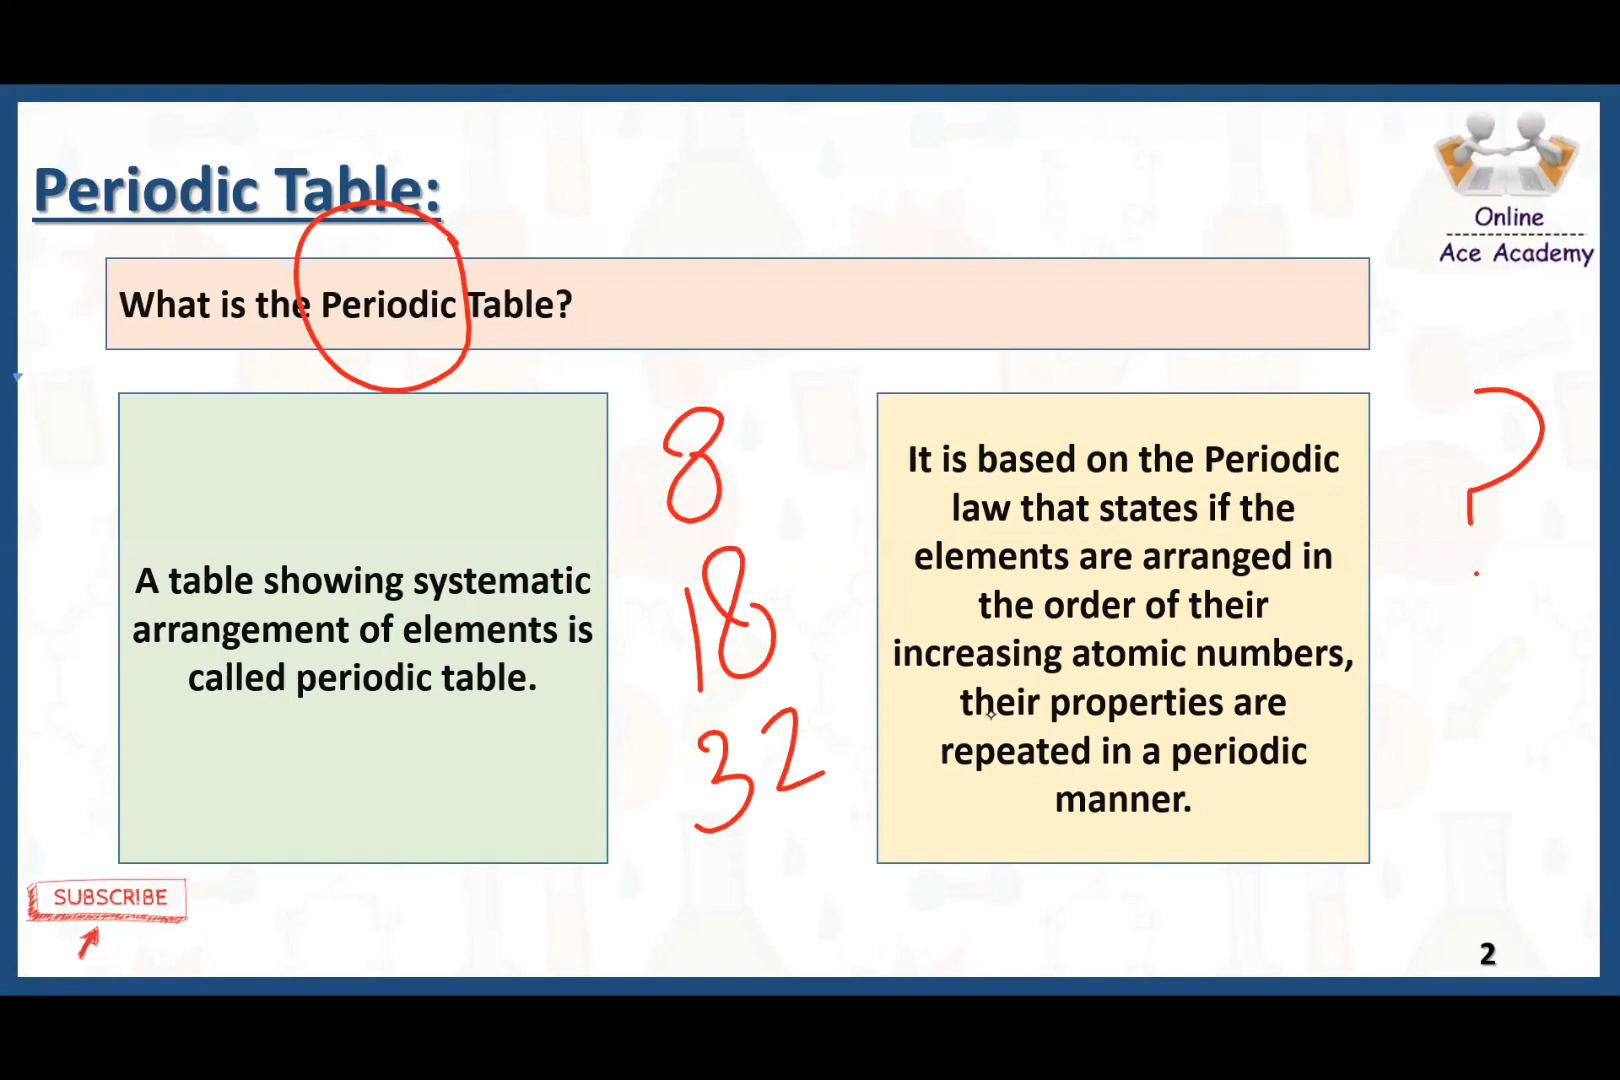 Periodic Table:
Online
Ace Academy
What is the Periodic Table?
A table showing systematic
arrangement of elements is
called periodic table.
8
18
32
It is based on the Periodic
law that states if the
elements are arranged in
the order of their
increasing atomic numbers,
their properties are
repeated in a periodic
manner.
?
SUBSCRIBE
2